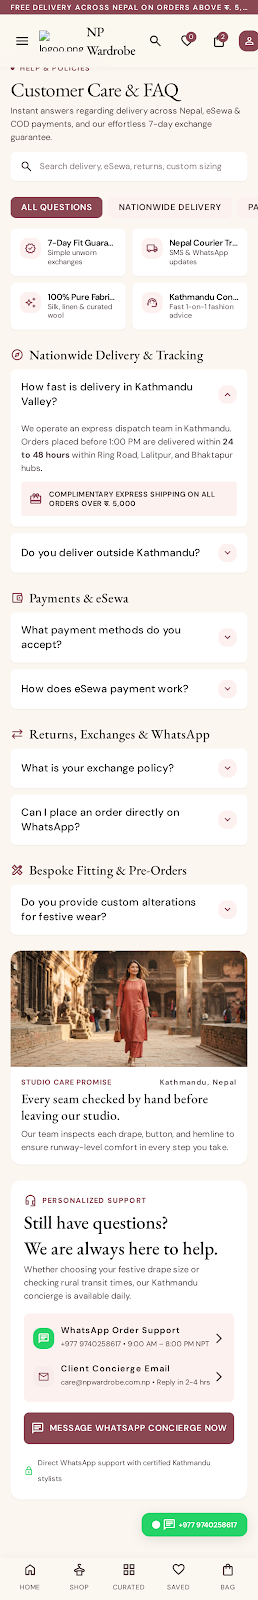 FREE DELIVERY ACROSS NEPAL ON ORDERS ABOVE रु. 5,...
logo.png
NP
Wardrobe
0
2
HELP & POLICIES
Customer Care & FAQ
Instant answers regarding delivery across Nepal, eSewa &
COD payments, and our effortless 7-day exchange
guarantee.
Search delivery, eSewa, returns, custom sizing
ALL QUESTIONS
NATIONWIDE DELIVERY
PA
7-Day Fit Guara...
Simple unworn
exchanges
Nepal Courier Tr...
SMS & WhatsApp
updates
100% Pure Fabri...
Silk, linen & curated
wool
Kathmandu Con...
Fast 1-on-1 fashion
advice
Nationwide Delivery & Tracking
How fast is delivery in Kathmandu
Valley?
We operate an express dispatch team in Kathmandu.
Orders placed before 1:00 PM are delivered within 24
to 48 hours within Ring Road, Lalitpur, and Bhaktapur
hubs.
COMPLIMENTARY EXPRESS SHIPPING ON ALL
ORDERS OVER रु. 5,000
Do you deliver outside Kathmandu?
Payments & eSewa
What payment methods do you
accept?
How does eSewa payment work?
Returns, Exchanges & WhatsApp
What is your exchange policy?
Can I place an order directly on
WhatsApp?
Bespoke Fitting & Pre-Orders
Do you provide custom alterations
for festive wear?
STUDIO CARE PROMISE
Kathmandu, Nepal
Every seam checked by hand before
leaving our studio.
Our team inspects each drape, button, and hemline to
ensure runway-level comfort in every step you take.
PERSONALIZED SUPPORT
Still have questions?
We are always here to help.
Whether choosing your festive drape size or
checking rural transit times, our Kathmandu
concierge is available daily.
WhatsApp Order Support
+977 9740258617 • 9:00 AM – 8:00 PM NPT
Client Concierge Email
care@npwardrobe.com.np • Reply in 2-4 hrs
MESSAGE WHATSAPP CONCIERGE NOW
Direct WhatsApp support with certified Kathmandu
stylists
+977 9740258617
HOME
SHOP
CURATED
SAVED
BAG